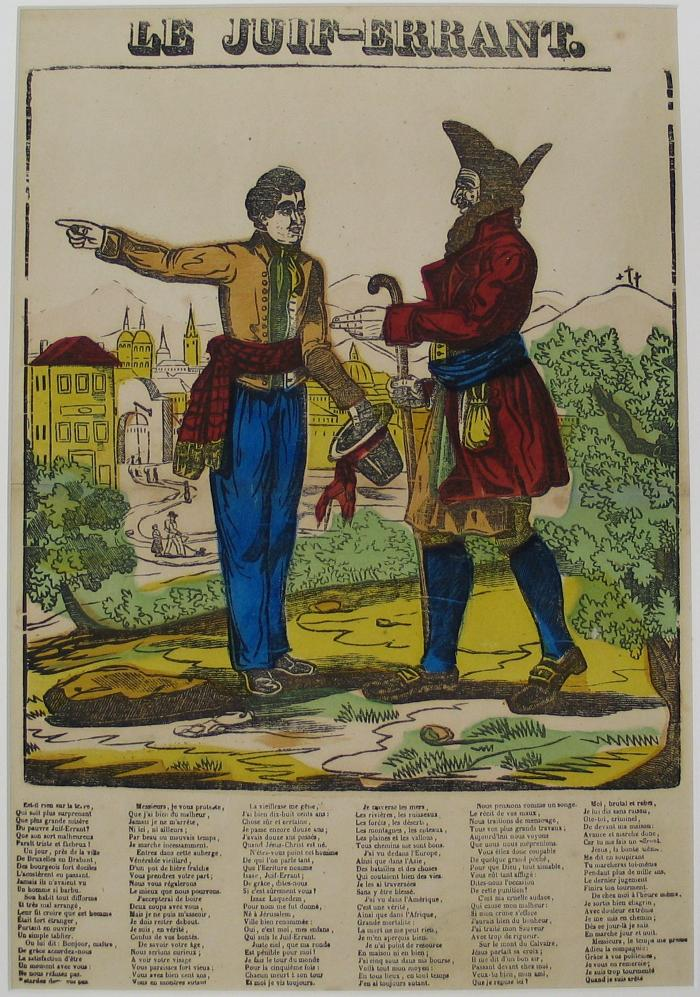 LE JUIF-ERRANT.
Est-il rien sur la terre,
Qui soit plus surprenant
Que plus grande misère
Du pauvre Juif-Errant?
Que son sort malheureux
Paraît triste et fâcheux!
Un jour, près de la ville
De Bruxelles en Brabant,
Des bourgeois fort dociles
L'accostèrent en passant.
Jamais ils n'avaient vu
Un homme si barbu.
Son habit tout difforme
Et très mal arrangé,
Leur fit croire que cet homme
Était fort étranger,
Portant en ouvrier
Un simple tablier.
On lui dit: Bonjour, maître,
De grâce accordez-nous
La satisfaction d'être
Un moment avec vous:
Ne nous refusez pas,
Messieurs, je vous proteste,
Que j'ai bien du malheur,
Jamais je ne m'arrête,
Ni ici, ni ailleurs;
Par beau ou mauvais temps,
Je marche incessamment.
Entrez dans cette auberge,
Vénérable vieillard;
D'un pot de bière fraîche
Vous prendrez votre part;
Nous vous régalerons
Le mieux que nous pourrons.
J'accepterai de boire
Deux coups avec vous,
Mais je ne puis m'asseoir,
Je dois rester debout.
Je suis, en vérité,
Confus de vos bontés.
De savoir votre âge,
Nous serions curieux;
A voir votre visage
Vous paraissez fort vieux;
Vous avez bien cent ans,
Vous en montrez autant
La vieillesse me gêne,
J'ai bien dix-huit cents ans;
Chose sûre et certaine,
Je passe encore douze ans;
J'avais douze ans passés,
Quand Jésus-Christ est né.
N'êtes-vous point cet homme
De qui l'on parle tant,
Que l'Écriture nomme
Isaac, Juif-Errant;
De grâce, dites-nous
Si c'est sûrement vous!
Isaac Laquedem,
Pour nom me fut donné,
Né à Jérusalem,
Ville bien renommée:
Oui, c'est moi, mes enfans,
Qui suis le Juif-Errant.
Juste ciel, que ma ronde
Est pénible pour moi!
Je fais le tour du monde
Pour la cinquième fois;
Chacun meurt à son tour
Et moi je vis toujours.
Je traverse les mers,
Les rivières, les ruisseaux,
Les forêts, les déserts,
Les montagnes, les coteaux,
Les plaines et les vallons,
Tous chemins me sont bons.
J'ai vu dedans l'Europe,
Ainsi que dans l'Asie,
Des batailles et des choses
Qui coûtaient bien des vies.
Je les ai traversées
Sans y être blessé.
J'ai vu dans l'Amérique,
C'est une vérité,
Ainsi que dans l'Afrique,
Grande mortalité:
La mort ne me peut rien,
Je m'en aperçois bien.
Je n'ai point de ressource
En maison ni en bien;
J'ai cinq sous dans ma bourse,
Voilà tout mon moyen:
En tous lieux, en tout temps
J'en ai toujours autant.
Nous pensions comme un songe.
Le récit de vos maux,
Nous traitions de mensonge,
Tous vos plus grands travaux;
Aujourd'hui nous voyons
Que nous nous méprenions.
Vous étiez donc coupable
De quelque grand péché,
Pour que Dieu, tout aimable,
Vous eût tant affligé:
Dites-nous l'occasion
De cette punition?
C'est ma cruelle audace,
Qui cause mon malheur:
Si mon crime s'efface
J'aurais bien du bonheur,
J'ai traité mon Sauveur
Avec trop de rigueur.
Sur le mont du Calvaire,
Jésus portait sa croix;
Il me dit d'un bon air,
Passant devant chez moi,
Veux-tu bien, mon ami,
Que je repose ici?
Moi, brutal et rebel,
Je lui dis sans raison,
Ôte-toi, criminel,
De devant ma maison:
Avance et marche donc,
Car tu me fais un affront.
Jésus, la bonté même,
Me dit en soupirant
Tu marcheras toi-même
Pendant plus de mille ans.
Le dernier jugement
Finira ton tourment.
De chez moi à l'heure même,
Je sortis bien chagrin,
Avec douleur extrême
Je me mis en chemin;
Dès ce jour-là je suis
En marche jour et nuit.
Messieurs, le temps me presse
Adieu la compagnie:
Grâce à vos politesses,
Je vous en remercie;
Je suis trop tourmenté
Quand je suis arrêté